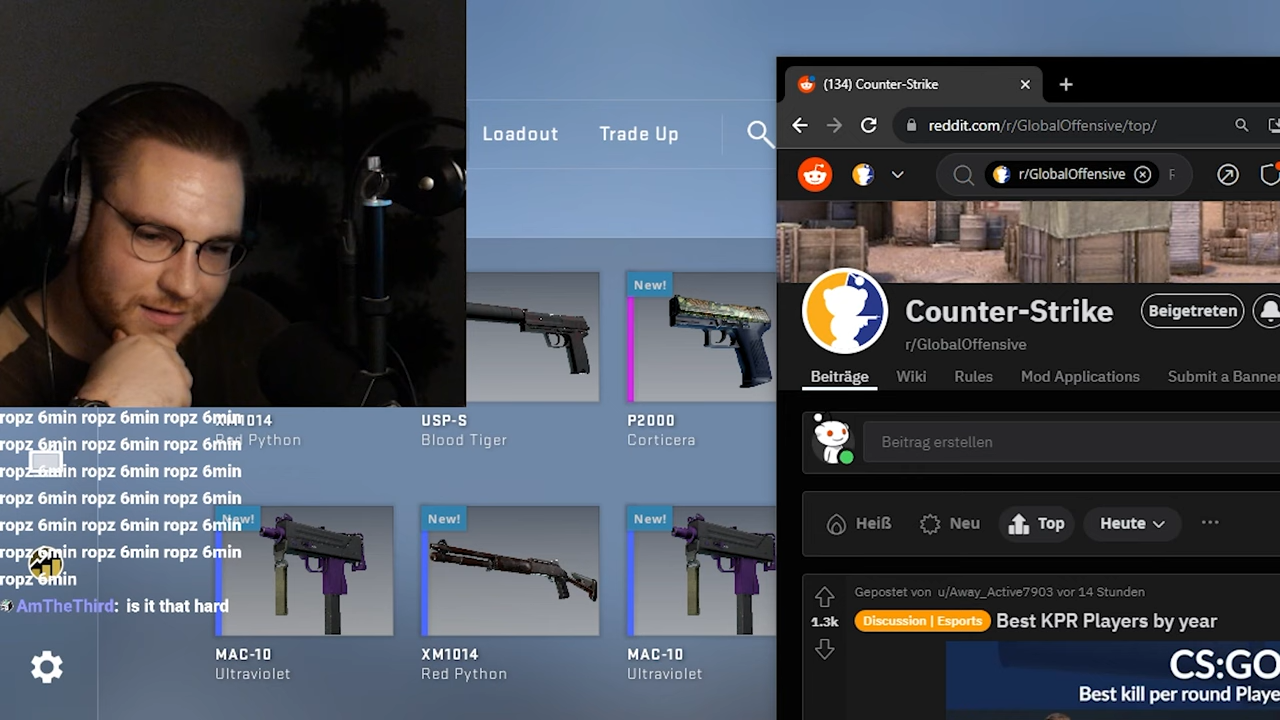 Loadout
Trade Up
New!
XM1014
Red Python
USP-S
Blood Tiger
P2000
Corticera
New!
New!
New!
MAC-10
Ultraviolet
XM1014
Red Python
MAC-10
Ultraviolet
ropz 6min ropz 6min ropz 6min
ropz 6min ropz 6min ropz 6min
ropz 6min ropz 6min ropz 6min
ropz 6min ropz 6min ropz 6min
ropz 6min ropz 6min ropz 6min
ropz 6min ropz 6min ropz 6min
ropz 6min
AmTheThird: is it that hard
(134) Counter-Strike
reddit.com/r/GlobalOffensive/top/
r/GlobalOffensive
Counter-Strike
Beigetreten
r/GlobalOffensive
Beiträge Wiki Rules Mod Applications Submit a Banner
Beitrag erstellen
Heiß Neu Top Heute
Gepostet von u/Away_Active7903 vor 14 Stunden
1.3k
Discussion | Esports Best KPR Players by year
CS:GO
Best kill per round Playe